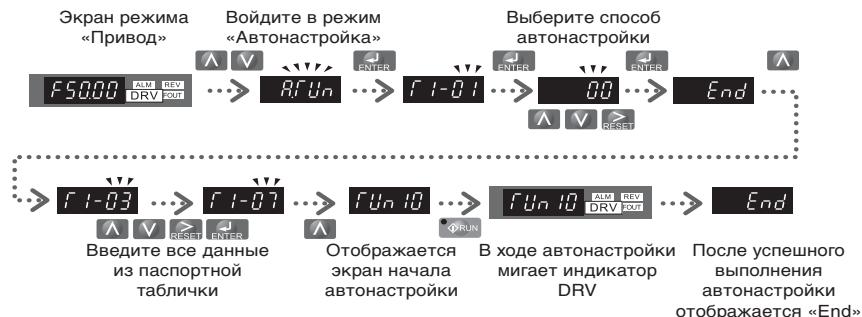 Экран режима
«Привод»
Войдите в режим
«Автонастройка»
Выберите способ
автонастройки
F50.00
ALM
REV
DRV
FOUT
ATUn
ENTER
T1-01
ENTER
00
RESET
ENTER
End
T1-03
RESET
ENTER
T1-07
TUn10
RUN
TUn10
ALM
REV
DRV
FOUT
End
Введите все данные
из паспортной
таблички
Отображается
экран начала
автонастройки
В ходе автонастройки
мигает индикатор
DRV
После успешного
выполнения
автонастройки
отображается «End»